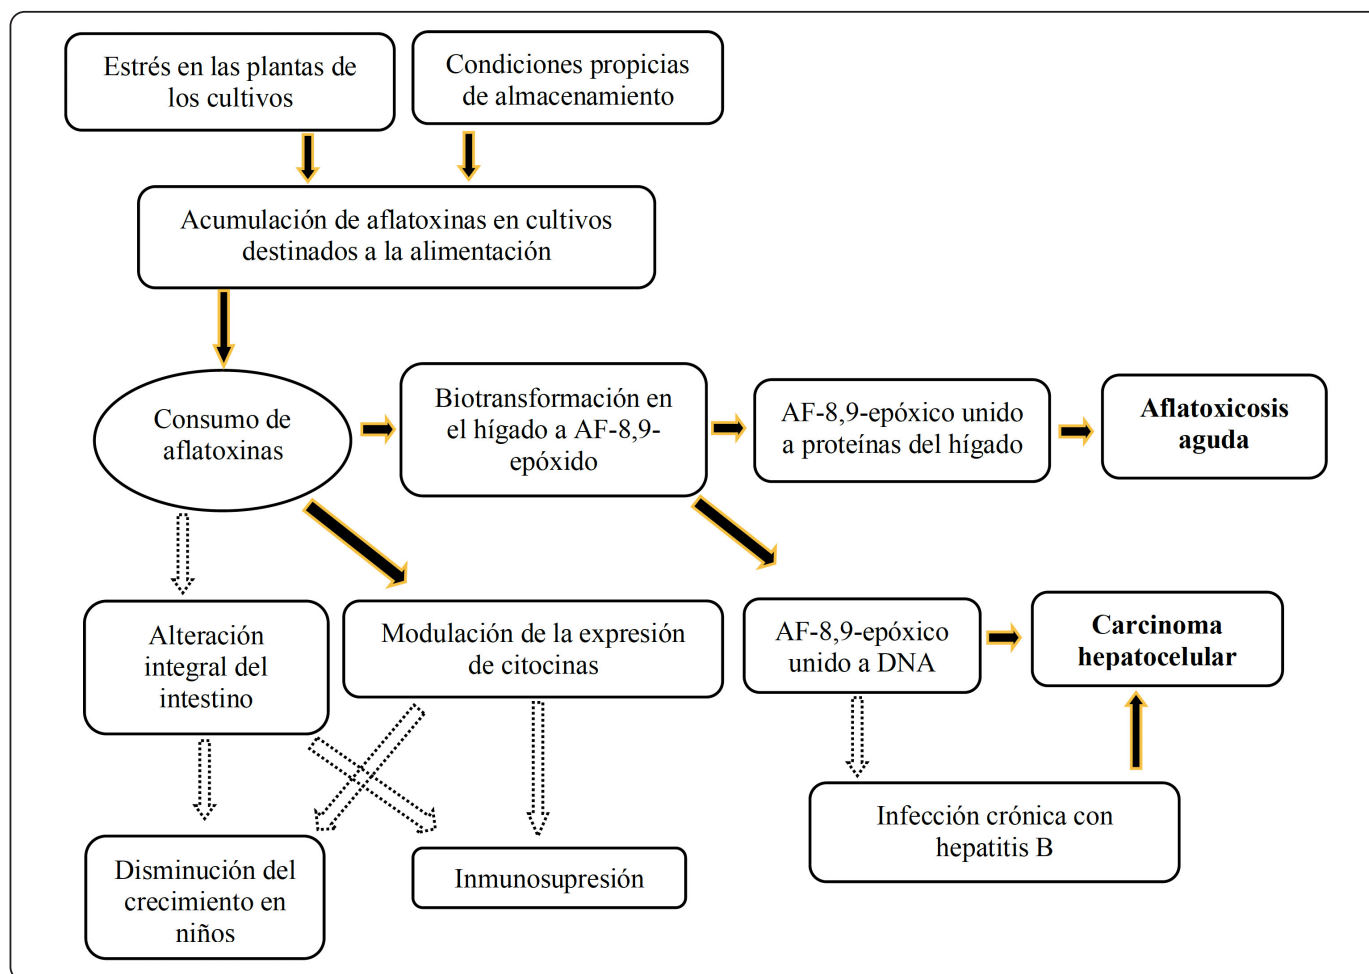 Estrés en las plantas de
los cultivos
Condiciones propicias
de almacenamiento
Acumulación de aflatoxinas en cultivos
destinados a la alimentación
Consumo de
aflatoxinas
Biotransformación en
el hígado a AF-8,9-
epóxido
AF-8,9-epóxico unido
a proteínas del hígado
Aflatoxicosis
aguda
Alteración
integral del
intestino
Modulación de la expresión
de citocinas
AF-8,9-epóxico
unido a DNA
Carcinoma
hepatocelular
Infección crónica con
hepatitis B
Disminución del
crecimiento en
niños
Inmunosupresión